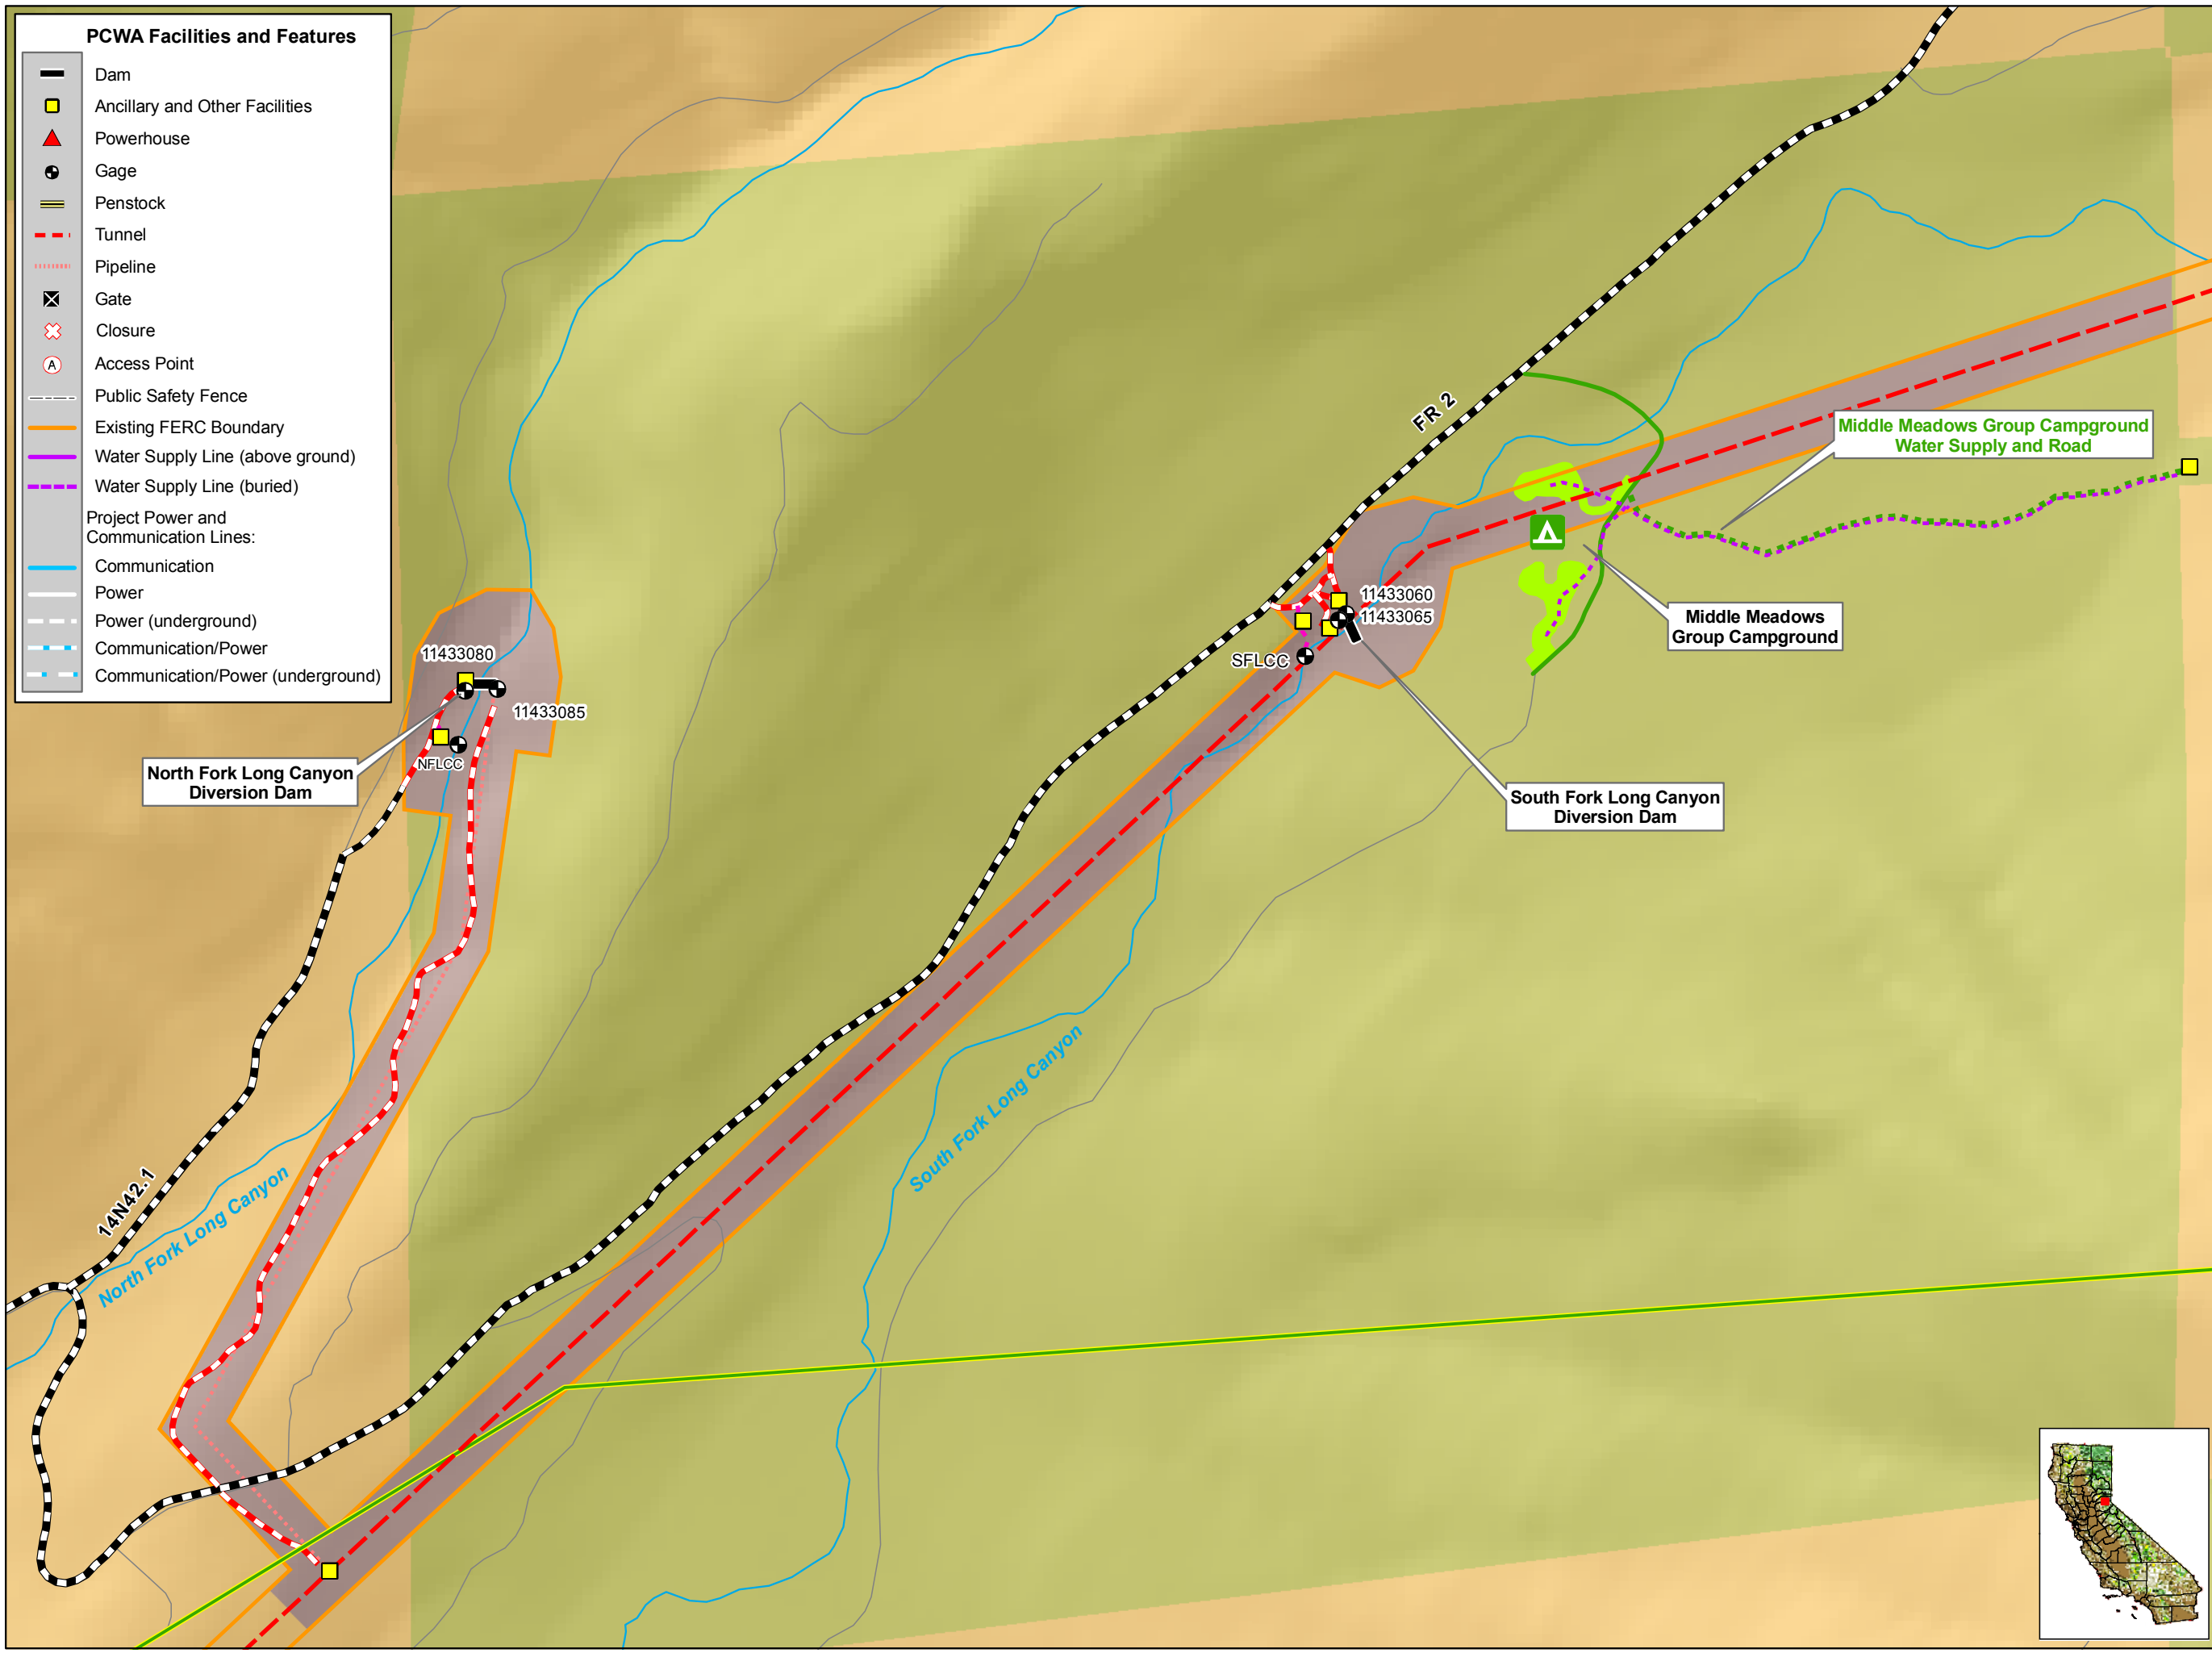 PCWA Facilities and Features
Dam
Ancillary and Other Facilities
Powerhouse
Gage
Penstock
Tunnel
Pipeline
Gate
Closure
A
Access Point
Public Safety Fence
Existing FERC Boundary
Water Supply Line (above ground)
Water Supply Line (buried)
Project Power and
Communication Lines:
Communication
Power
Power (underground)
Communication/Power
Communication/Power (underground)
FR 2
Middle Meadows Group Campground
Water Supply and Road
11433060
11433065
Middle Meadows
Group Campground
SFLCC
11433080
11433085
NFLCC
North Fork Long Canyon
Diversion Dam
South Fork Long Canyon
Diversion Dam
South Fork Long Canyon
14N42.1
North Fork Long Canyon